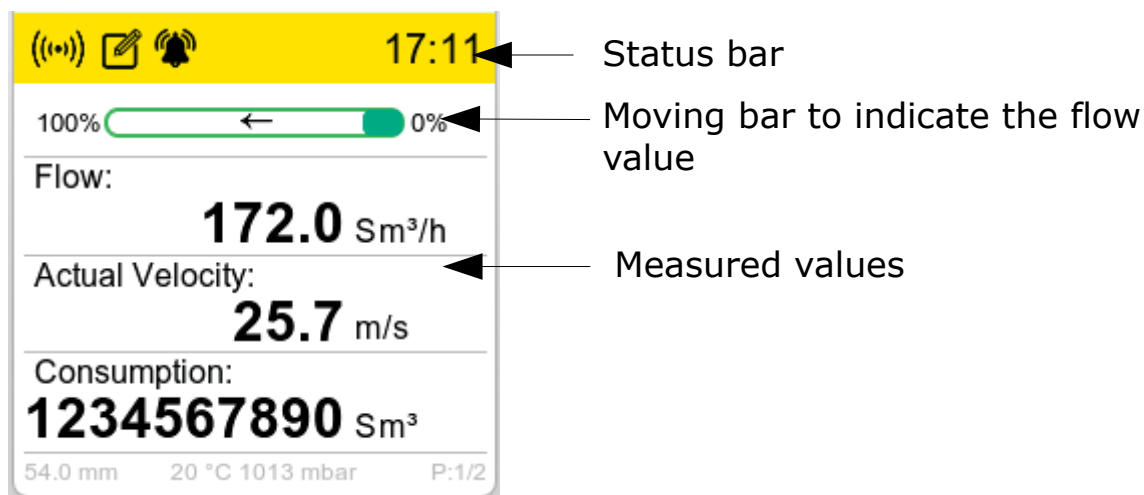 17:11
Status bar
100% ← 0%
Moving bar to indicate the flow
value
Flow:
172.0 Sm³/h
Actual Velocity:
Measured values
25.7 m/s
Consumption:
1234567890 Sm³
54.0 mm 20 °C 1013 mbar P:1/2